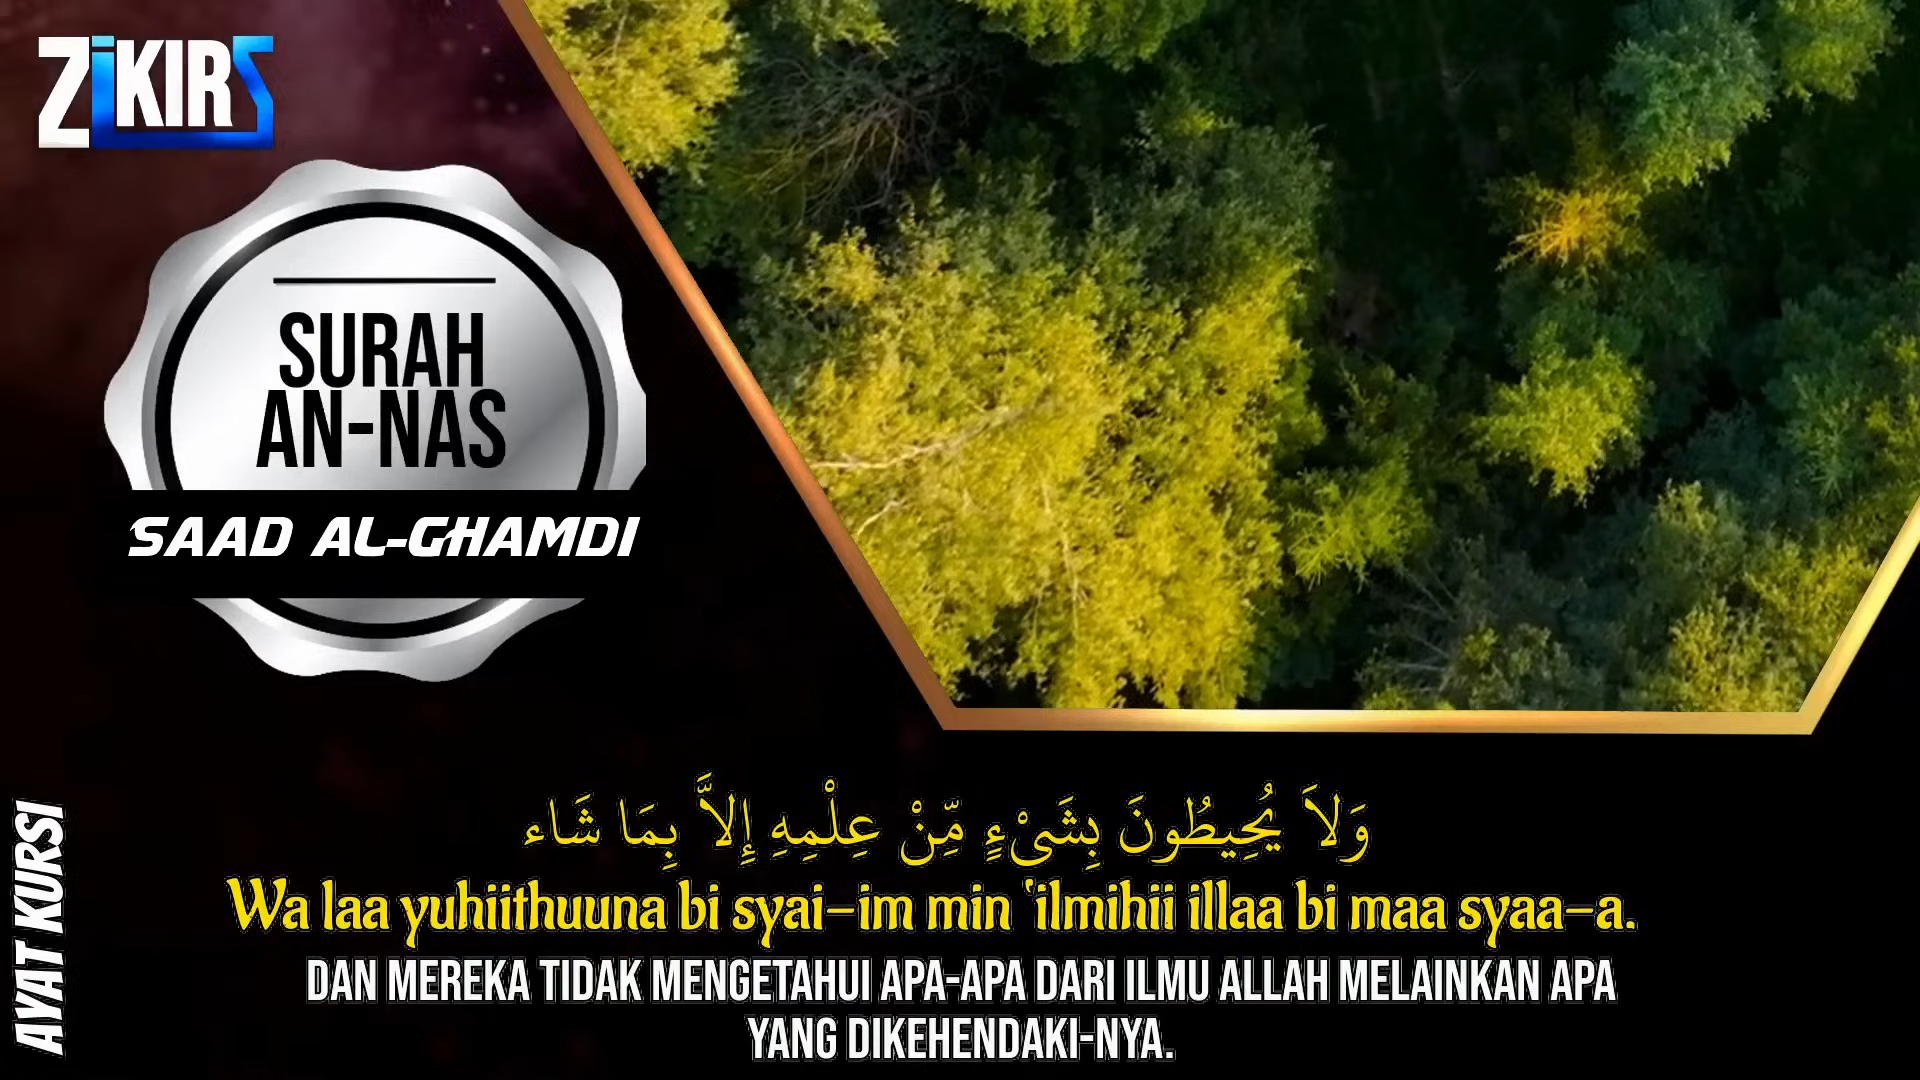 ZiKIRS
SURAH
AN-NAS
SAAD AL-GHAMDI
وَلاَ يُحِيطُونَ بِشَيْءٍ مِّنْ عِلْمِهِ إِلاَّ بِمَا شَاء
Wa laa yuhiithuuna bi syai-im min 'ilmihii illaa bi maa syaa-a.
DAN MEREKA TIDAK MENGETAHUI APA-APA DARI ILMU ALLAH MELAINKAN APA
YANG DIKEHENDAKI-NYA.
AYAT KURSI